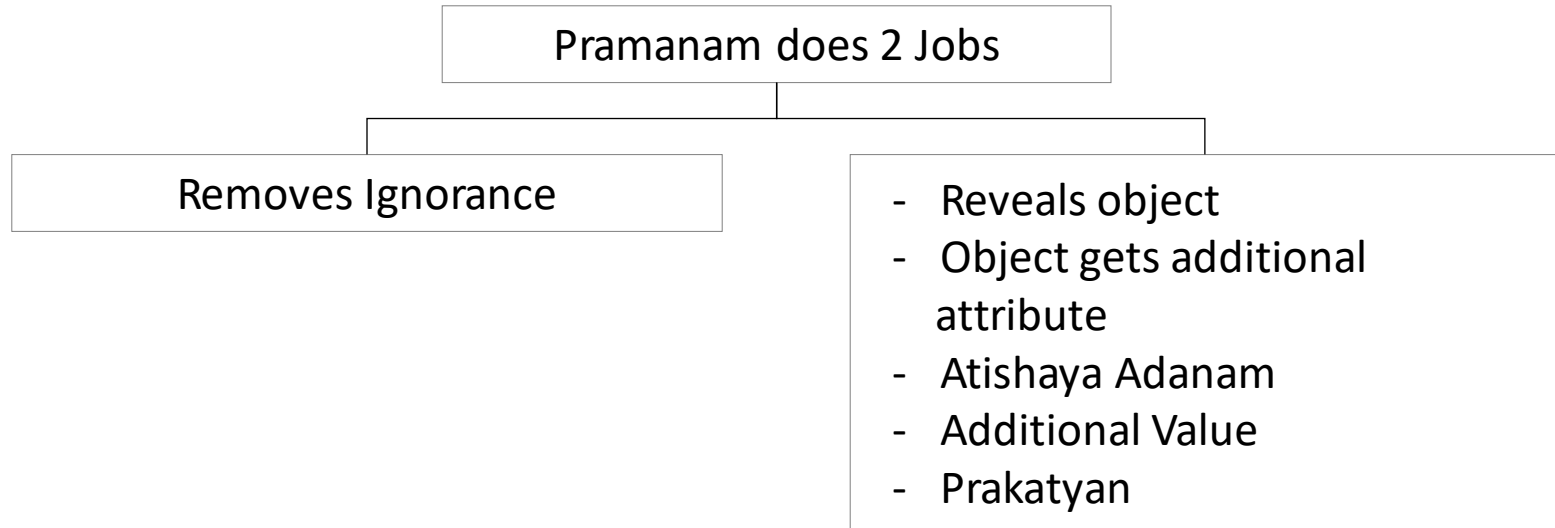 Pramanam does 2 Jobs
Removes Ignorance
- Reveals object
- Object gets additional
attribute
- Atishaya Adanam
- Additional Value
- Prakatyan